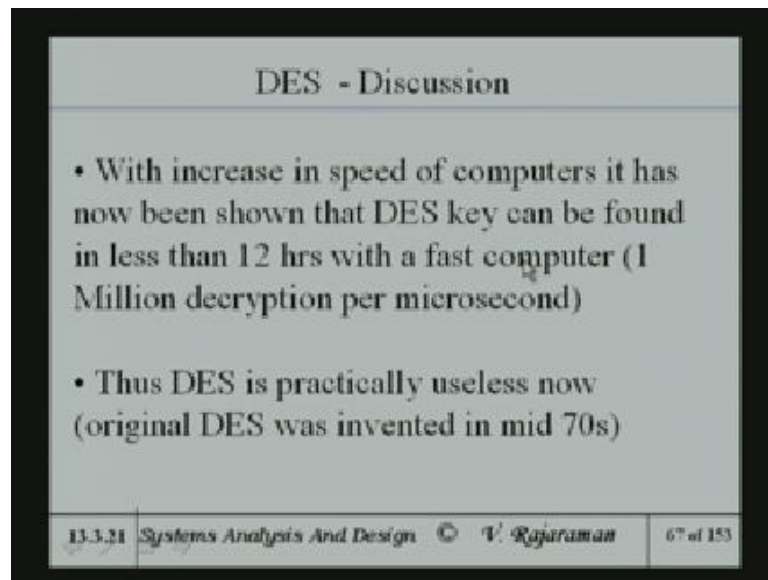 DES - Discussion
• With increase in speed of computers it has
now been shown that DES key can be found
in less than 12 hrs with a fast computer (1
Million decryption per microsecond)
• Thus DES is practically useless now
(original DES was invented in mid 70s)
13.3.21 Systems Analysis And Design © V. Rajaraman 67 of 153